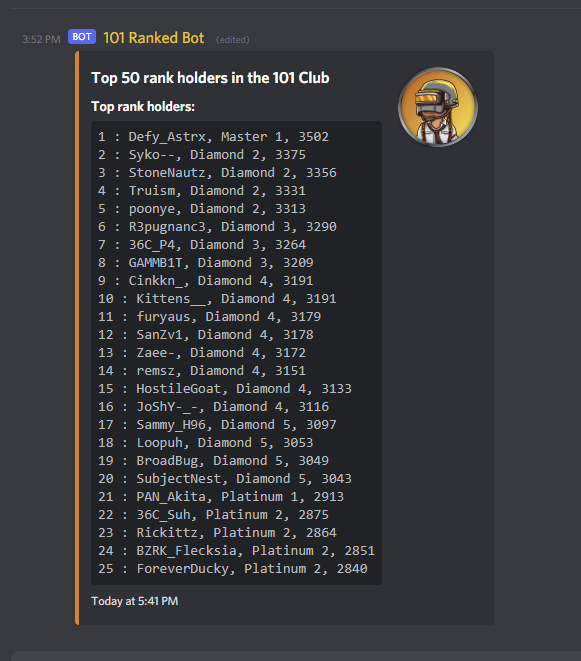 3:52 PM BOT 101 Ranked Bot (edited)
Top 50 rank holders in the 101 Club
Top rank holders:
1 : Defy_Astrx, Master 1, 3502
2 : Syko--, Diamond 2, 3375
3 : StoneNautz, Diamond 2, 3356
4 : Truism, Diamond 2, 3331
5 : poonye, Diamond 2, 3313
6 : R3pugnanc3, Diamond 3, 3290
7 : 36C_P4, Diamond 3, 3264
8 : GAMMB1T, Diamond 3, 3209
9 : Cinkkn_, Diamond 4, 3191
10 : Kittens__, Diamond 4, 3191
11 : furyaus, Diamond 4, 3179
12 : SanZv1, Diamond 4, 3178
13 : Zaee-, Diamond 4, 3172
14 : remsz, Diamond 4, 3151
15 : HostileGoat, Diamond 4, 3133
16 : JoShY-_-, Diamond 4, 3116
17 : Sammy_H96, Diamond 5, 3097
18 : Loopuh, Diamond 5, 3053
19 : BroadBug, Diamond 5, 3049
20 : SubjectNest, Diamond 5, 3043
21 : PAN_Akita, Platinum 1, 2913
22 : 36C_Suh, Platinum 2, 2875
23 : Rickittz, Platinum 2, 2864
24 : BZRK_Flecksia, Platinum 2, 2851
25 : ForeverDucky, Platinum 2, 2840
Today at 5:41 PM